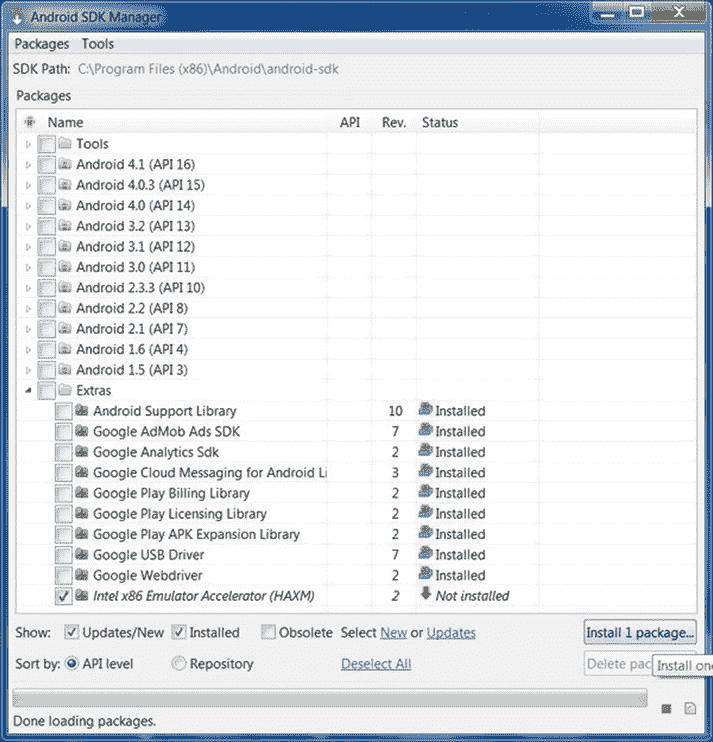 Android SDK Manager
Packages Tools
SDK Path: C:\Program Files (x86)\Android\android-sdk
Packages
Name API Rev. Status
Tools
Android 4.1 (API 16)
Android 4.0.3 (API 15)
Android 4.0 (API 14)
Android 3.2 (API 13)
Android 3.1 (API 12)
Android 3.0 (API 11)
Android 2.3.3 (API 10)
Android 2.2 (API 8)
Android 2.1 (API 7)
Android 1.6 (API 4)
Android 1.5 (API 3)
Extras
Android Support Library 10 Installed
Google AdMob Ads SDK 7 Installed
Google Analytics Sdk 2 Installed
Google Cloud Messaging for Android Li 3 Installed
Google Play Billing Library 2 Installed
Google Play Licensing Library 2 Installed
Google Play APK Expansion Library 2 Installed
Google USB Driver 7 Installed
Google Webdriver 2 Installed
Intel x86 Emulator Accelerator (HAXM) 2 Not installed
Show: Updates/New Installed Obsolete Select New or Updates Install 1 package...
Sort by: API level Repository Deselect All Delete pac Install one
Done loading packages.